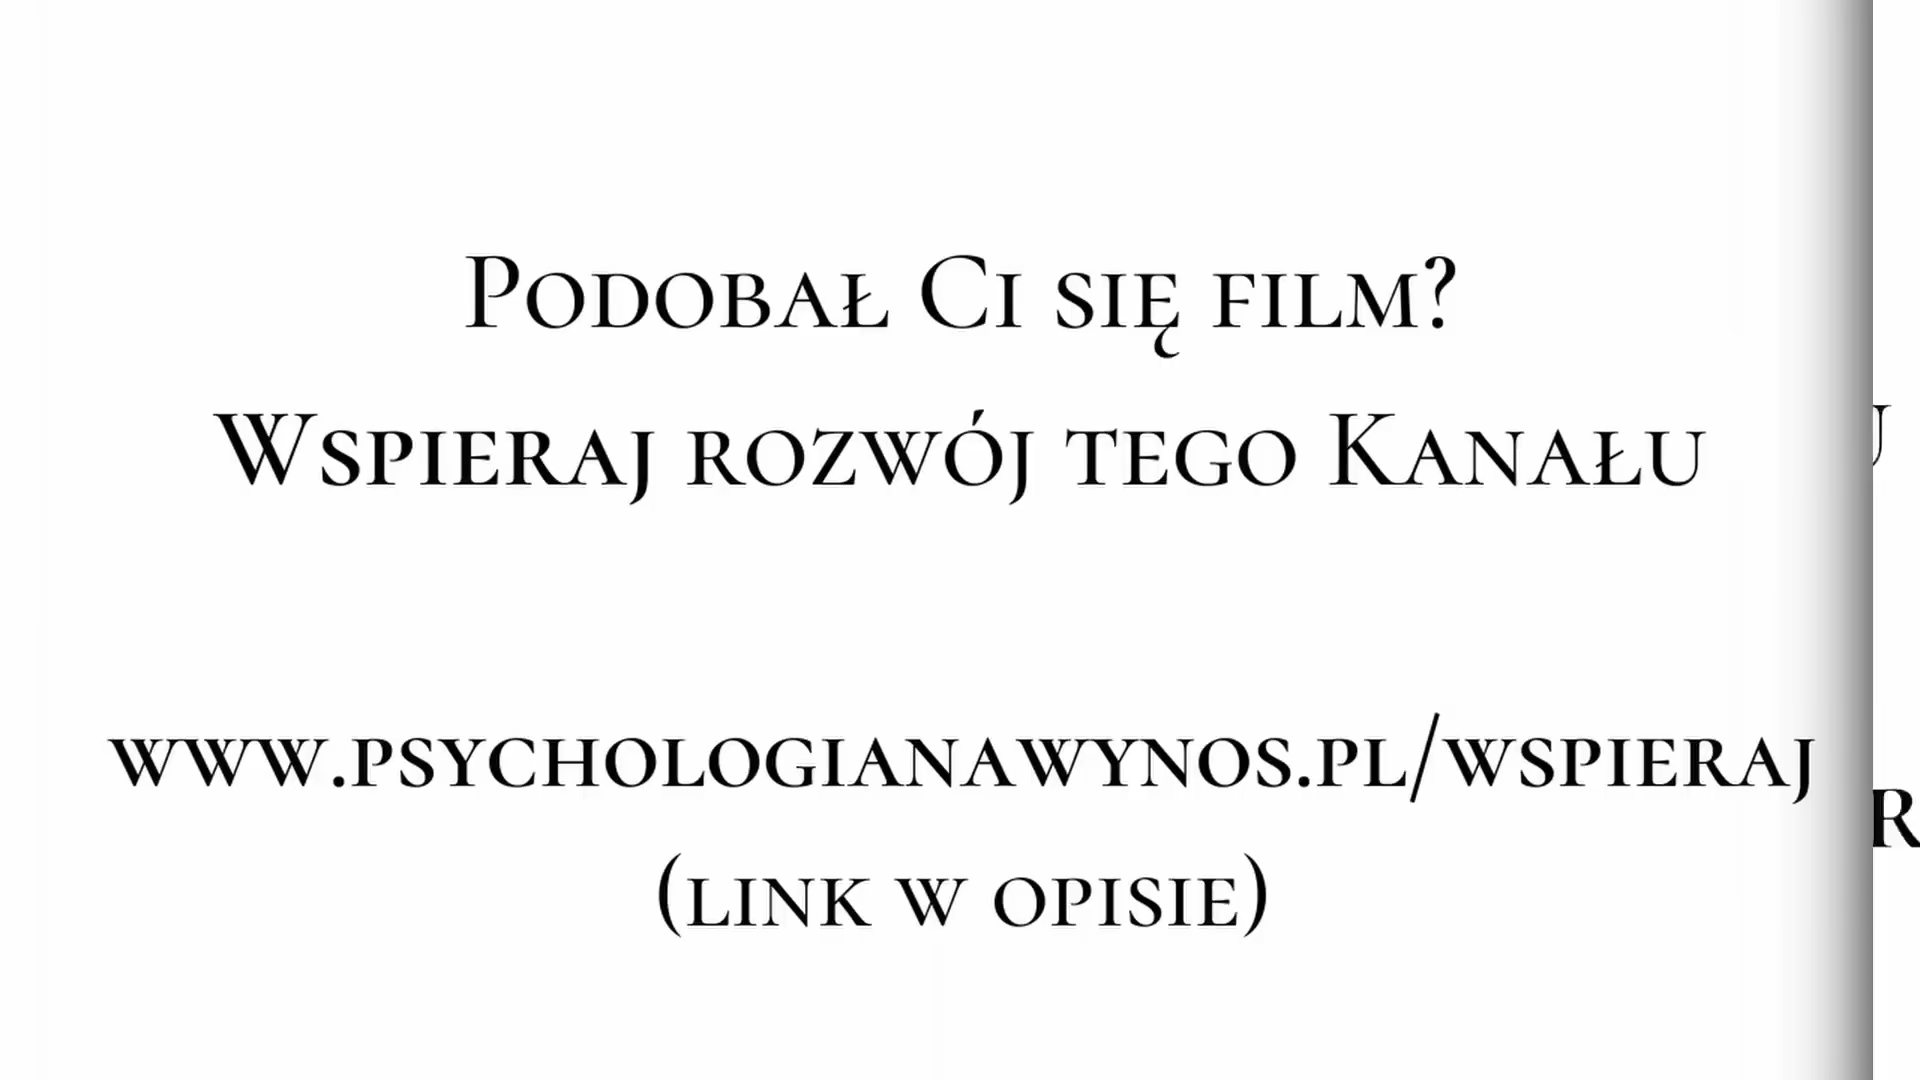 Podobał Ci się film?
Wspieraj rozwój tego Kanału
www.psychologianawynos.pl/wspieraj
(link w opisie)